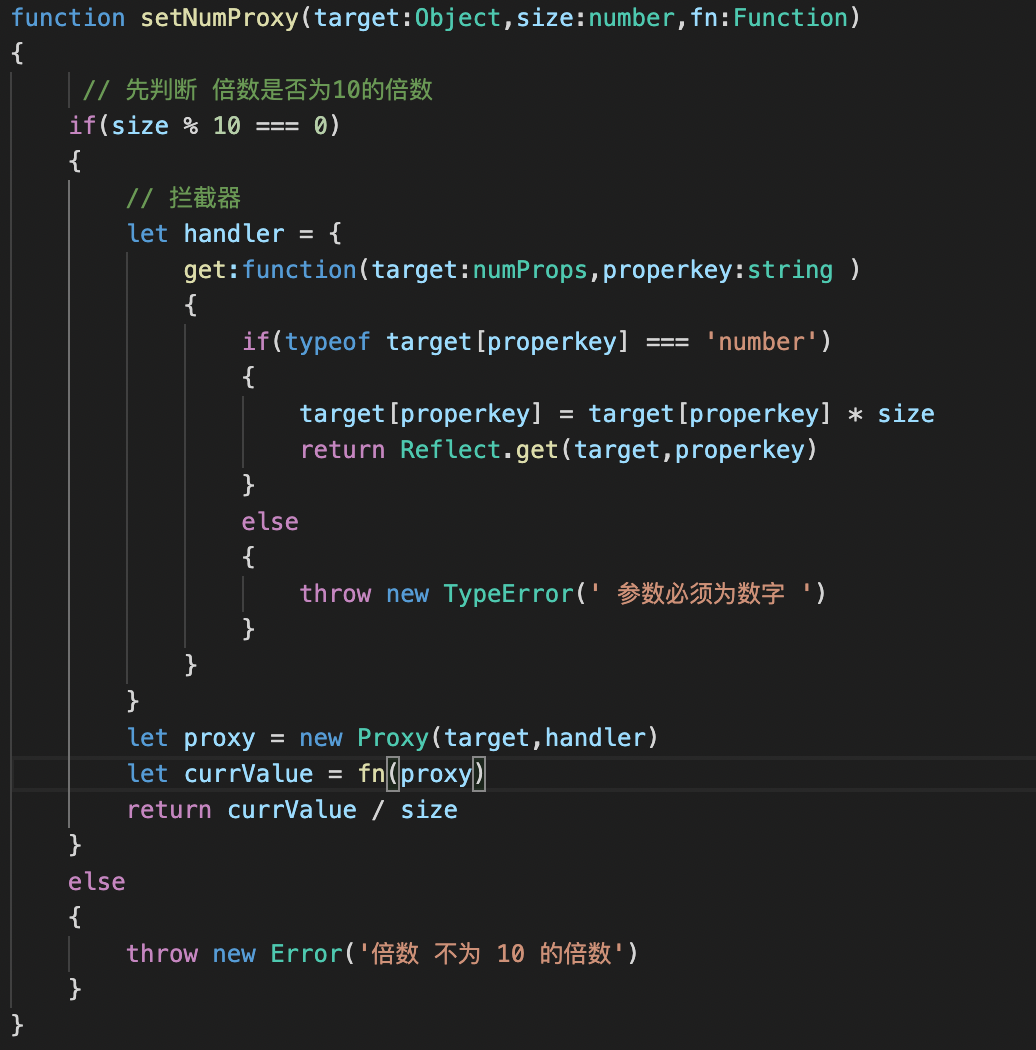 function setNumProxy(target:Object,size:number,fn:Function)
{
// 先判断 倍数是否为10的倍数
if(size % 10 === 0)
{
// 拦截器
let handler = {
get:function(target:numProps,properkey:string )
{
if(typeof target[properkey] === 'number')
{
target[properkey] = target[properkey] * size
return Reflect.get(target,properkey)
}
else
{
throw new TypeError(' 参数必须为数字 ')
}
}
}
let proxy = new Proxy(target,handler)
let currValue = fn(proxy)
return currValue / size
}
else
{
throw new Error('倍数 不为 10 的倍数')
}
}